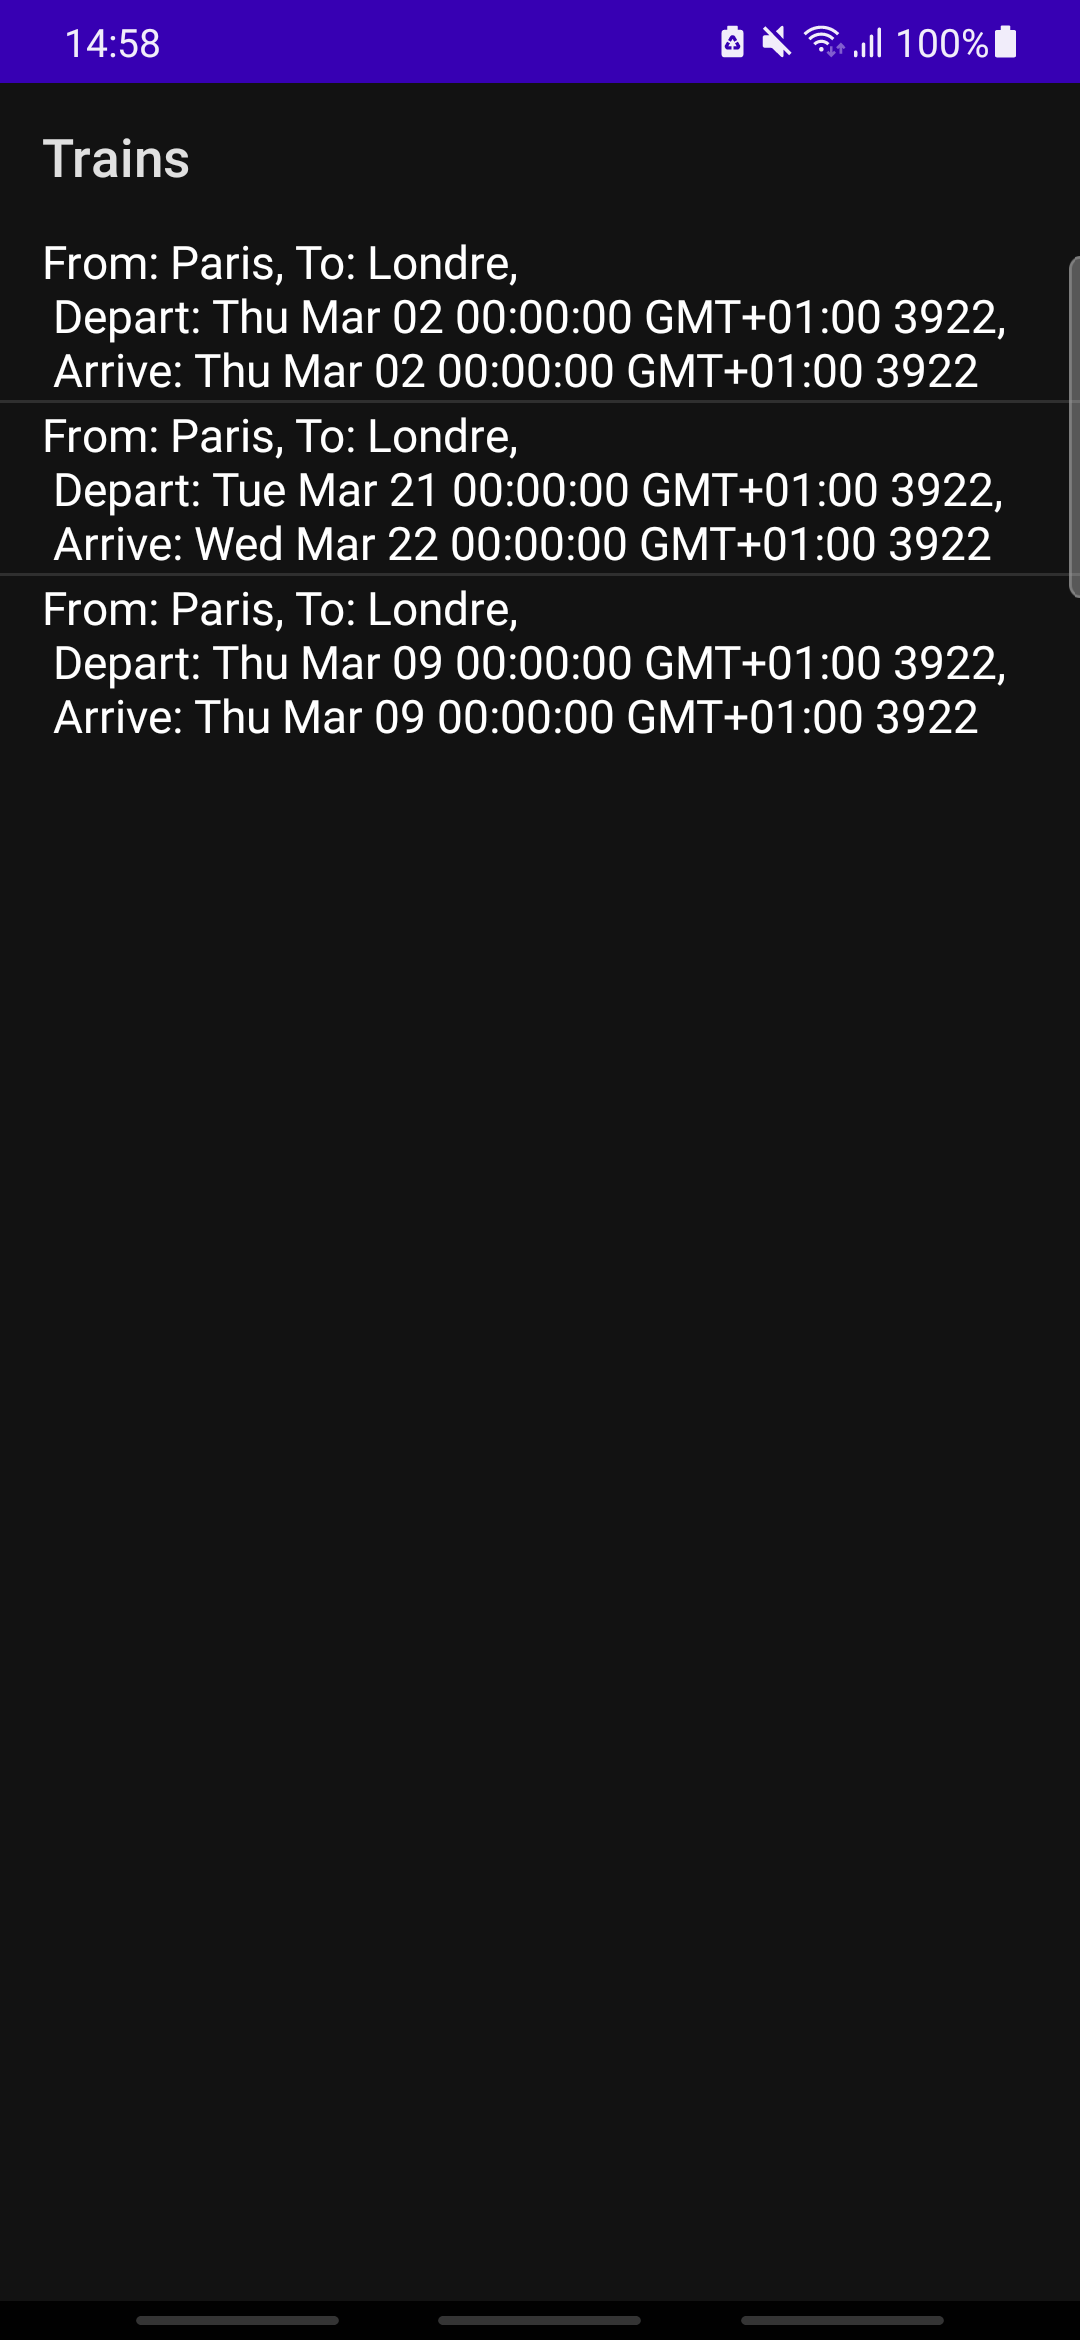 14:58 100%
Trains
From: Paris, To: Londre,
Depart: Thu Mar 02 00:00:00 GMT+01:00 3922,
Arrive: Thu Mar 02 00:00:00 GMT+01:00 3922
From: Paris, To: Londre,
Depart: Tue Mar 21 00:00:00 GMT+01:00 3922,
Arrive: Wed Mar 22 00:00:00 GMT+01:00 3922
From: Paris, To: Londre,
Depart: Thu Mar 09 00:00:00 GMT+01:00 3922,
Arrive: Thu Mar 09 00:00:00 GMT+01:00 3922